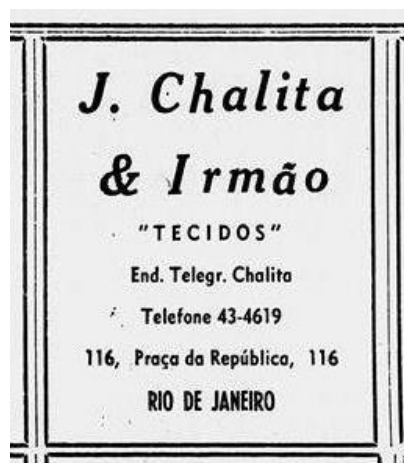 J. Chalita
& Irmão
"TECIDOS"
End. Telegr. Chalita
Telefone 43-4619
116, Praça da República, 116
RIO DE JANEIRO